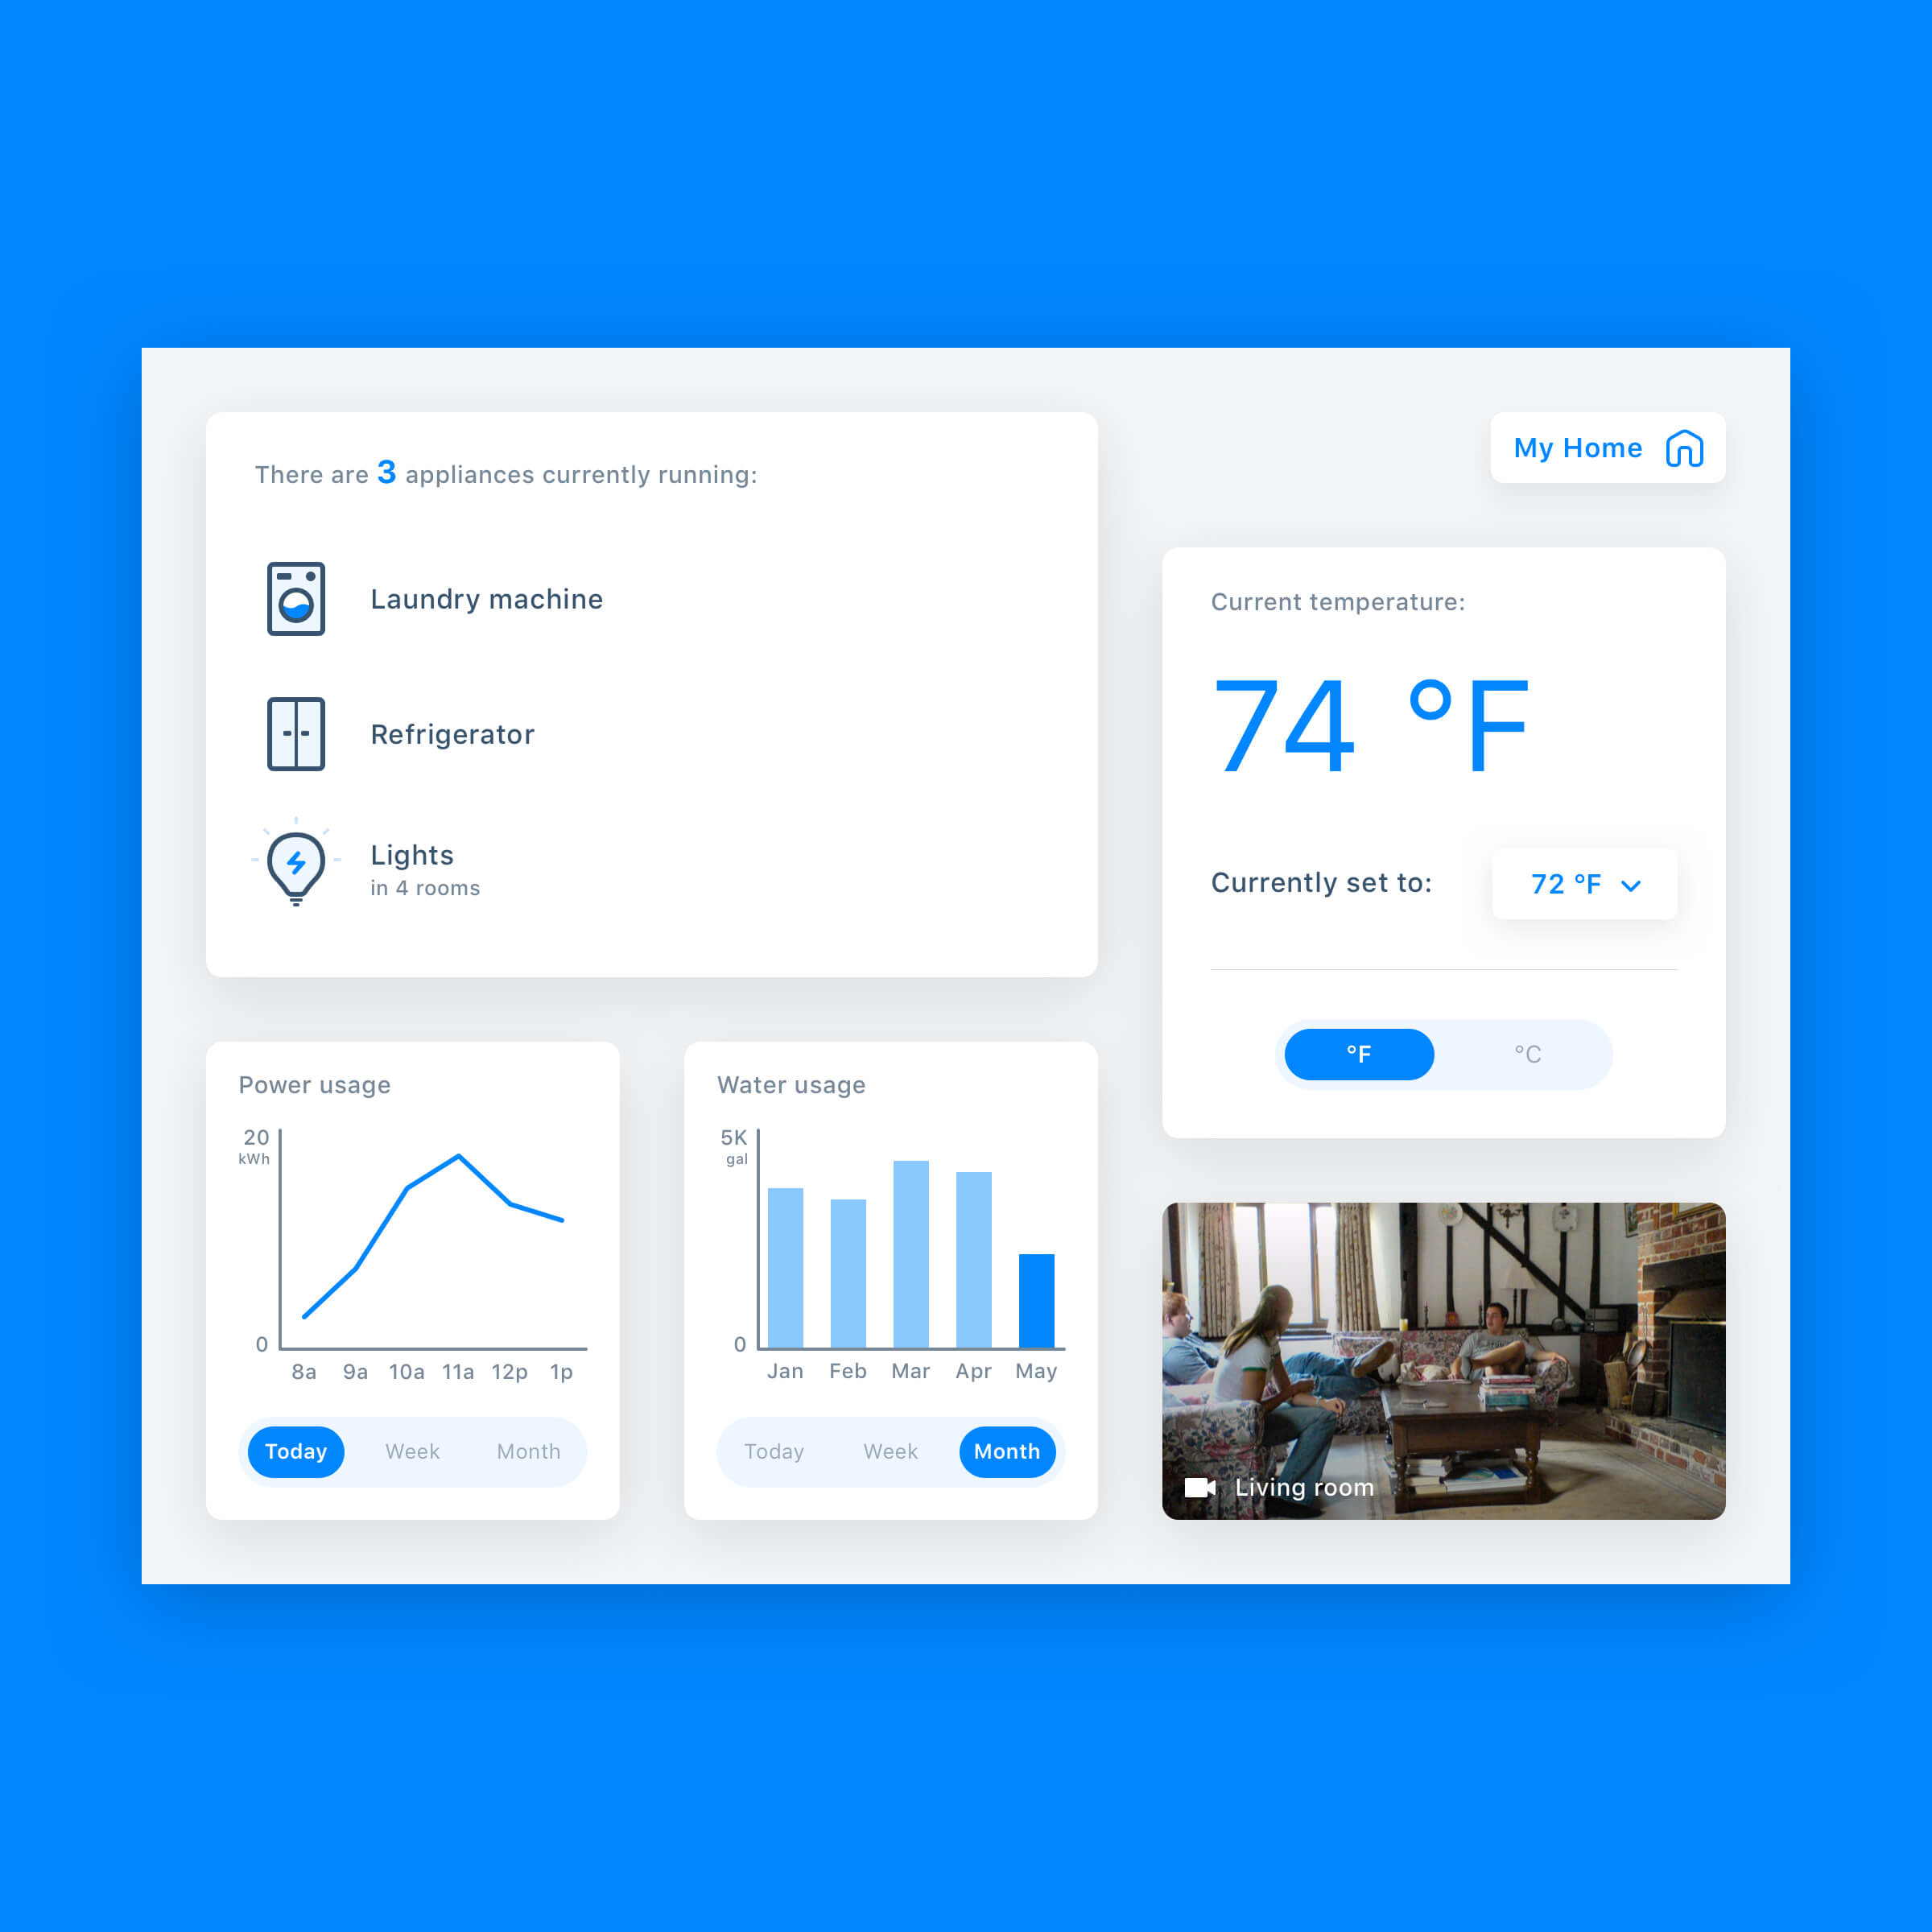 There are 3 appliances currently running:
Laundry machine
Refrigerator
Lights
in 4 rooms
My Home
Current temperature:
74 °F
Currently set to:
72 °F
°F
°C
Power usage
20
kWh
0
8a 9a 10a 11a 12p 1p
Today Week Month
Water usage
5K
gal
0
Jan Feb Mar Apr May
Today Week Month
Living room